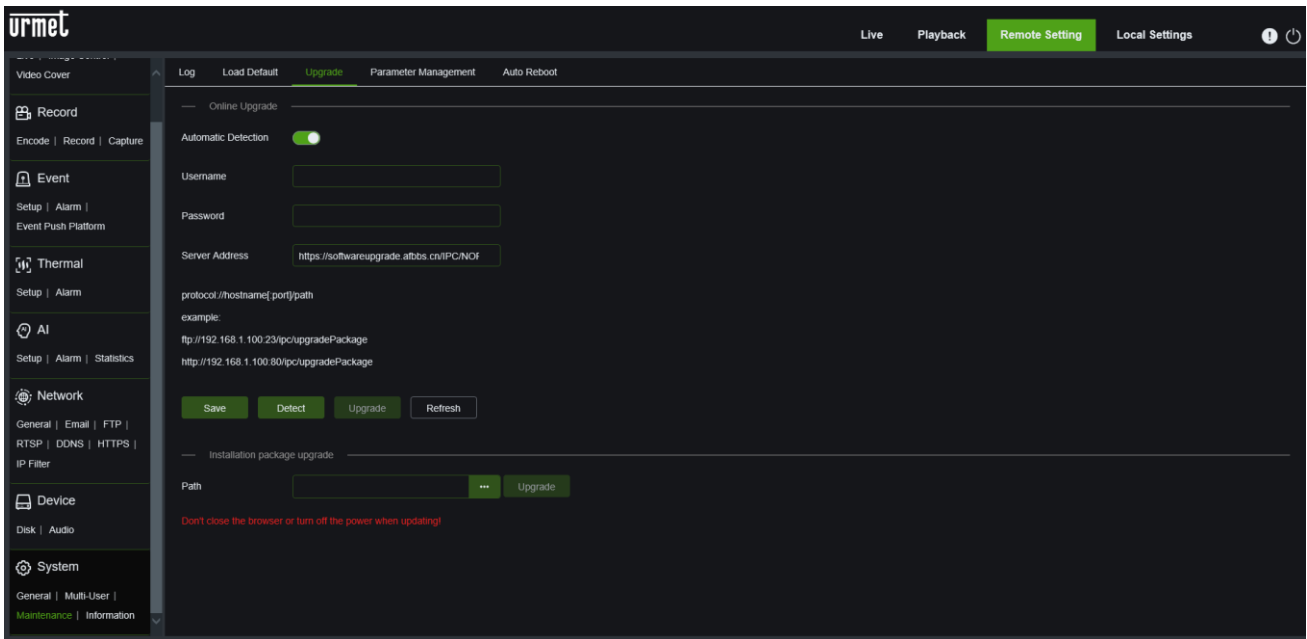 urmet
Live Playback Remote Setting Local Settings
Video Cover
Record
Encode | Record | Capture
Event
Setup | Alarm |
Event Push Platform
Thermal
Setup | Alarm
AI
Setup | Alarm | Statistics
Network
General | Email | FTP |
RTSP | DDNS | HTTPS |
IP Filter
Device
Disk | Audio
System
General | Multi-User |
Maintenance | Information
Log Load Default Upgrade Parameter Management Auto Reboot
Online Upgrade
Automatic Detection
Username
Password
Server Address https://softwareupgrade.afbbs.cn/IPC/NOF
protocol://hostname[:port]/path
example:
ftp://192.168.1.100:23/ipc/upgradePackage
http://192.168.1.100:80/ipc/upgradePackage
Save Detect Upgrade Refresh
Installation package upgrade
Path ... Upgrade
Don't close the browser or turn off the power when updating!